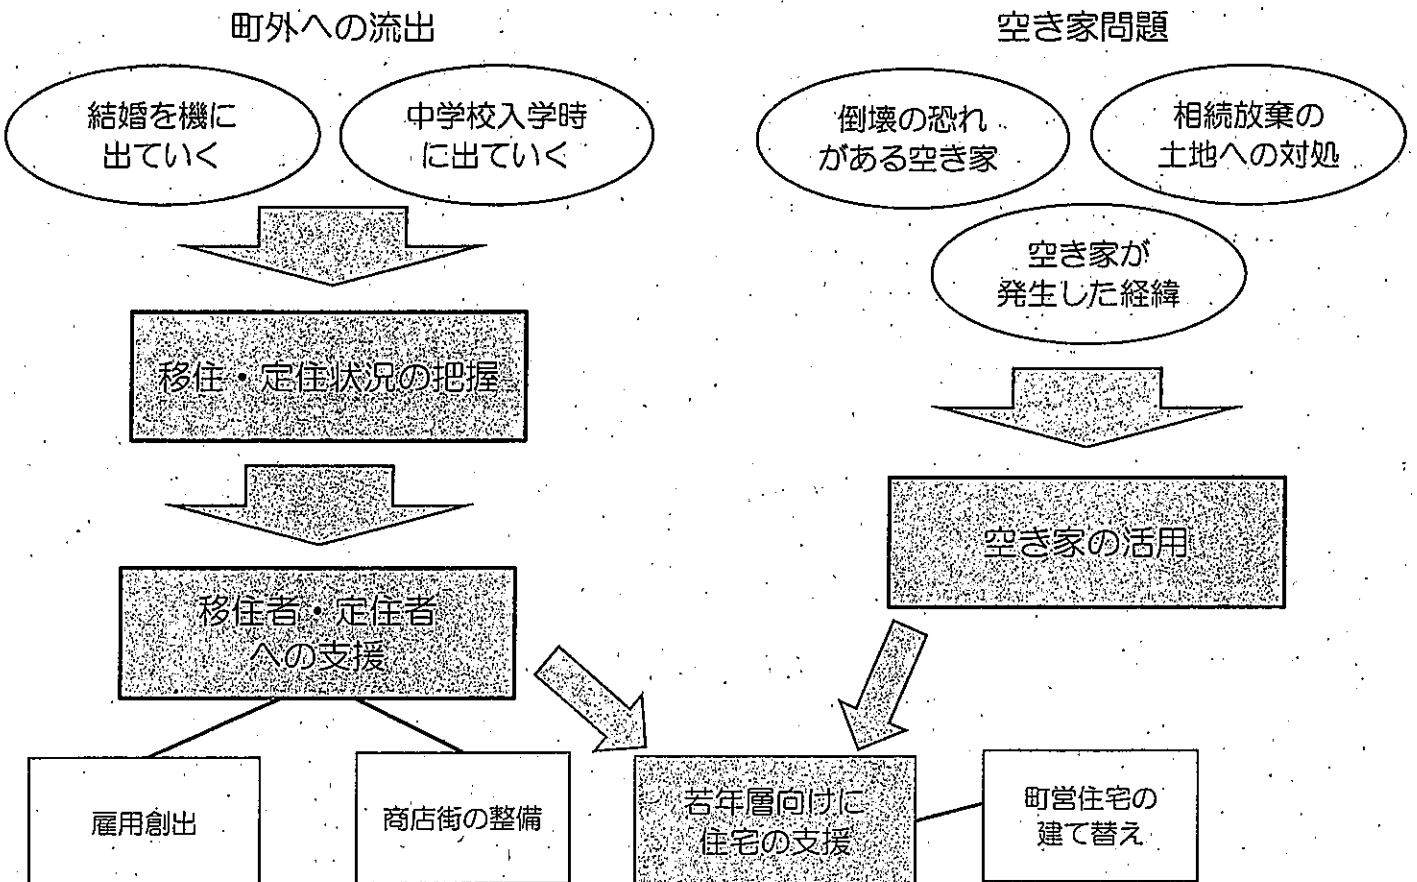 町外への流出
結婚を機に
出ていく
中学校入学時
に出ていく
移住・定住状況の把握
移住者・定住者
への支援
雇用創出
商店街の整備
空き家問題
倒壊の恐れ
がある空き家
相続放棄の
土地への対処
空き家が
発生した経緯
空き家の活用
若年層向けに
住宅の支援
町営住宅の
建て替え